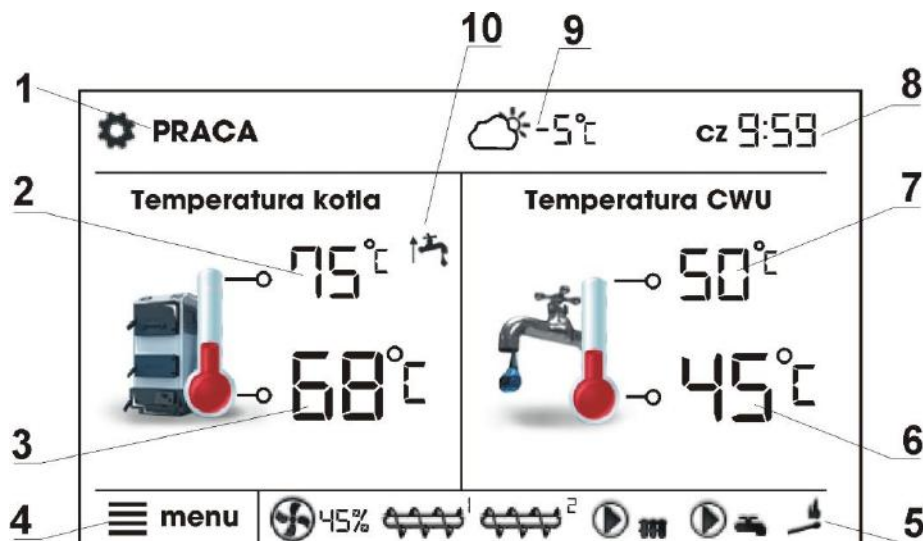 10 9
1 8
PRACA -5°C cz 9:59
2 Temperatura kotła Temperatura CWU 7
75°C 50°C
68°C 45°C
3 6
4 menu 45% 1 2 5